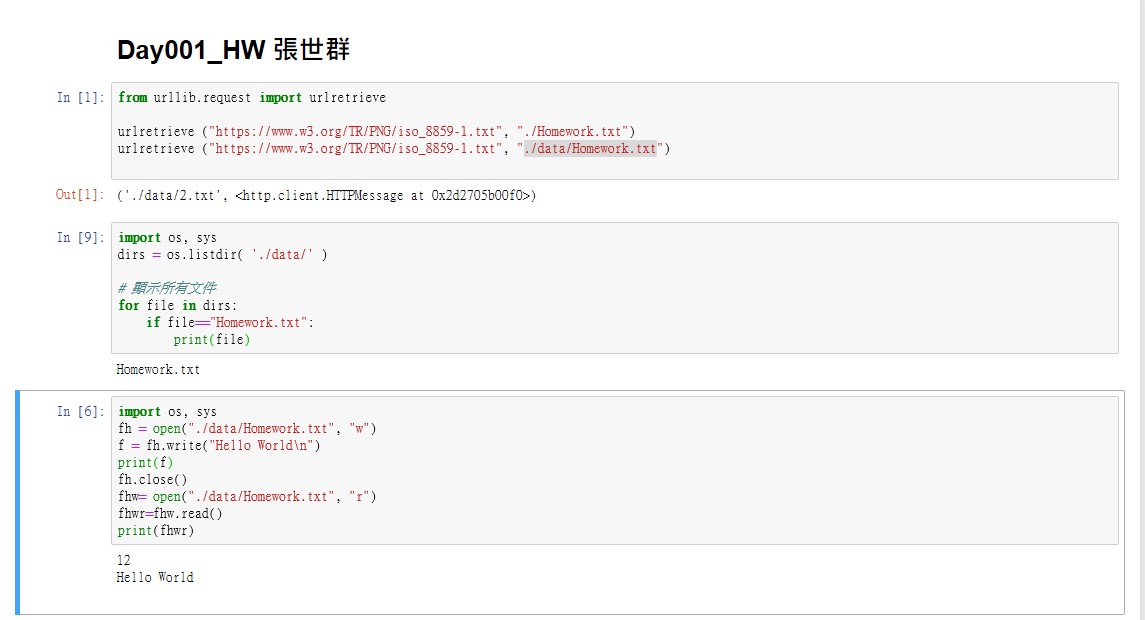 Day001_HW 張世群
In [1]:
from urllib.request import urlretrieve
urlretrieve ("https://www.w3.org/TR/PNG/iso_8859-1.txt", "./Homework.txt")
urlretrieve ("https://www.w3.org/TR/PNG/iso_8859-1.txt", "./data/Homework.txt")
Out[1]: ('./data/2.txt', <http.client.HTTPMessage at 0x2d2705b00f0>)
In [9]:
import os, sys
dirs = os.listdir( './data/' )
# 顯示所有文件
for file in dirs:
    if file=="Homework.txt":
        print(file)
Homework.txt
In [6]:
import os, sys
fh = open("./data/Homework.txt", "w")
f = fh.write("Hello World\n")
print(f)
fh.close()
fhw= open("./data/Homework.txt", "r")
fhwr=fhw.read()
print(fhwr)
12
Hello World